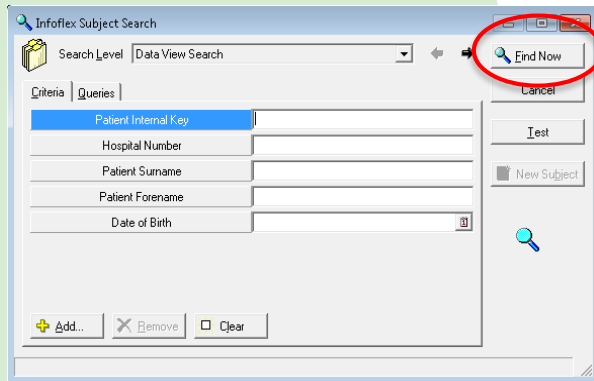 Infoflex Subject Search
Search Level Data View Search
Find Now
Cancel
Criteria Queries
Patient Internal Key
Test
Hospital Number
Patient Surname
New Subject
Patient Forename
Date of Birth
Add... Remove Clear